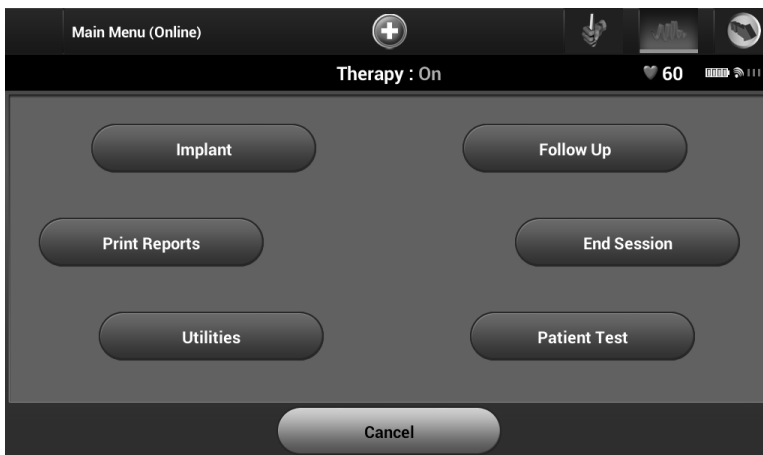 Main Menu (Online)
Therapy : On
60
Implant
Follow Up
Print Reports
End Session
Utilities
Patient Test
Cancel